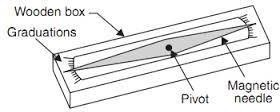 Wooden box
Graduations
Pivot
Magnetic
needle